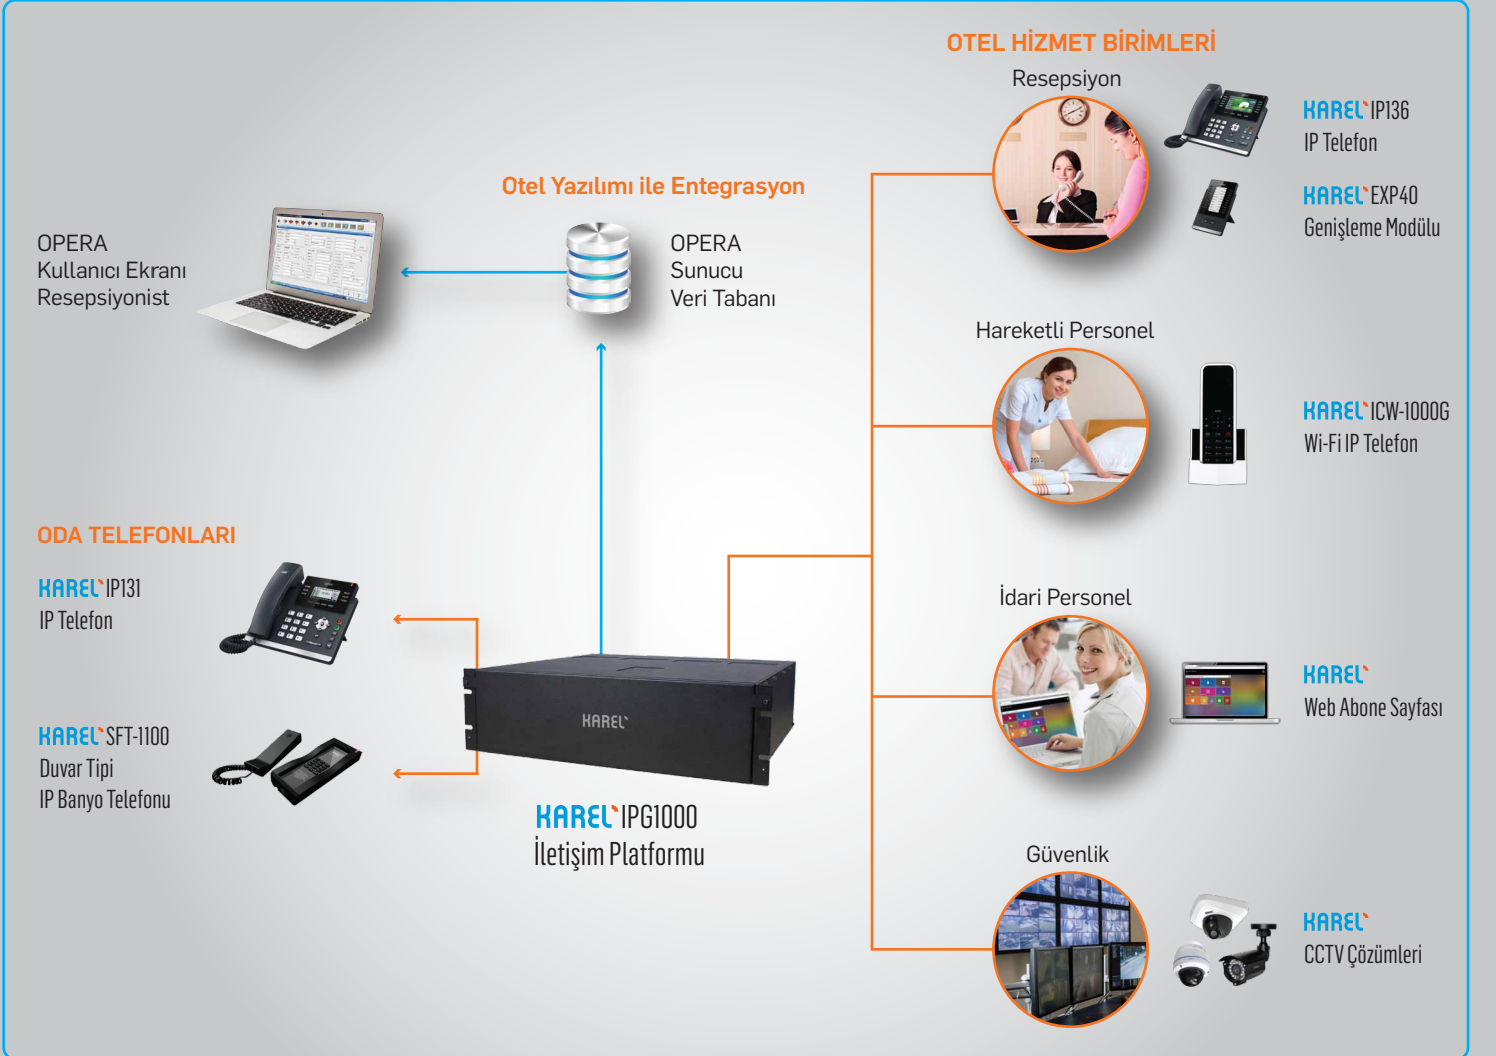 OTEL HİZMET BİRİMLERİ
Resepsiyon
KAREL IP136
IP Telefon
KAREL EXP40
Genişleme Modülu
Otel Yazılımı ile Entegrasyon
OPERA
Kullanıcı Ekranı
Resepsiyonist
OPERA
Sunucu
Veri Tabanı
Hareketli Personel
KAREL ICW-1000G
Wi-Fi IP Telefon
ODA TELEFONLARI
KAREL IP131
IP Telefon
KAREL SFT-1100
Duvar Tipi
IP Banyo Telefonu
KAREL
KAREL IPG1000
İletişim Platformu
İdari Personel
KAREL
Web Abone Sayfası
Güvenlik
KAREL
CCTV Çözümleri